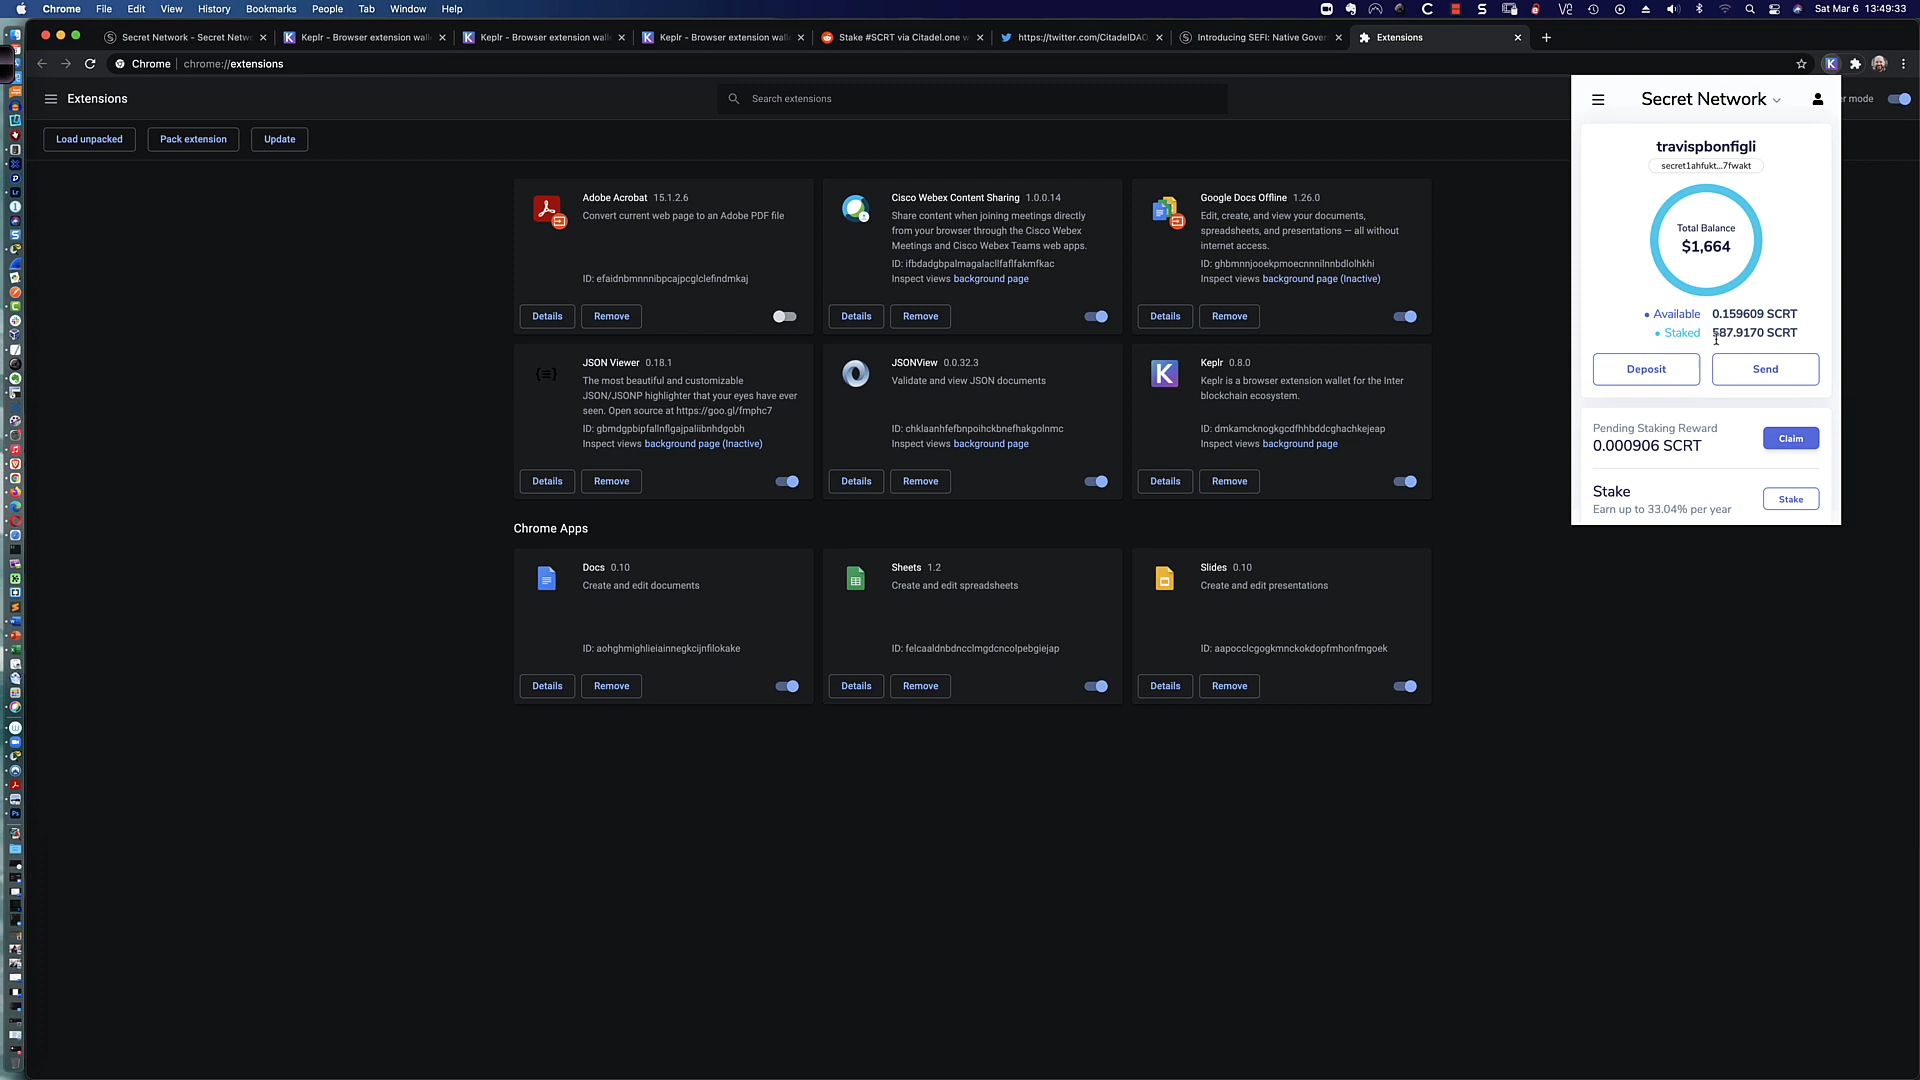 Chrome File Edit View History Bookmarks People Tab Window Help
Sat Mar 6 13:49:33
Secret Network - Secret Netw
Keplr - Browser extension wall
Keplr - Browser extension wall
Keplr - Browser extension wall
Stake #SCRT via Citadel.one w
https://twitter.com/CitadelDAO
Introducing SEFI: Native Gover
Extensions
Chrome | chrome://extensions
Extensions
Search extensions
r mode
Load unpacked
Pack extension
Update
Adobe Acrobat 15.1.2.6
Convert current web page to an Adobe PDF file
ID: efaidnbmnnnibpcajpcglclefindmkaj
Details
Remove
Cisco Webex Content Sharing 1.0.0.14
Share content when joining meetings directly
from your browser through the Cisco Webex
Meetings and Cisco Webex Teams web apps.
ID: ifbdadgbpalmagalacllfaflfakmfkac
Inspect views background page
Details
Remove
Google Docs Offline 1.26.0
Edit, create, and view your documents,
spreadsheets, and presentations — all without
internet access.
ID: ghbmnnjooekpmoecnnnilnnbdlolhkhi
Inspect views background page (Inactive)
Details
Remove
JSON Viewer 0.18.1
The most beautiful and customizable
JSON/JSONP highlighter that your eyes have ever
seen. Open source at https://goo.gl/fmphc7
ID: gbmdgpbipfallnflgajpaliibnhdgobh
Inspect views background page (Inactive)
Details
Remove
JSONView 0.0.32.3
Validate and view JSON documents
ID: chklaanhfefbnpoihckbnefhakgolnmc
Inspect views background page
Details
Remove
Keplr 0.8.0
Keplr is a browser extension wallet for the Inter
blockchain ecosystem.
ID: dmkamcknogkgcdfhhbddcghachkejeap
Inspect views background page
Details
Remove
Chrome Apps
Docs 0.10
Create and edit documents
ID: aohghmighlieiainnegkcijnfilokake
Details
Remove
Sheets 1.2
Create and edit spreadsheets
ID: felcaaldnbdncclmgdcncolpebgiejap
Details
Remove
Slides 0.10
Create and edit presentations
ID: aapocclcgogkmnckokdopfmhonfmgoek
Details
Remove
Secret Network
travispbonfigli
secret1ahfukt...7fwakt
Total Balance
$1,664
Available 0.159609 SCRT
Staked 587.9170 SCRT
Deposit
Send
Pending Staking Reward
0.000906 SCRT
Claim
Stake
Earn up to 33.04% per year
Stake